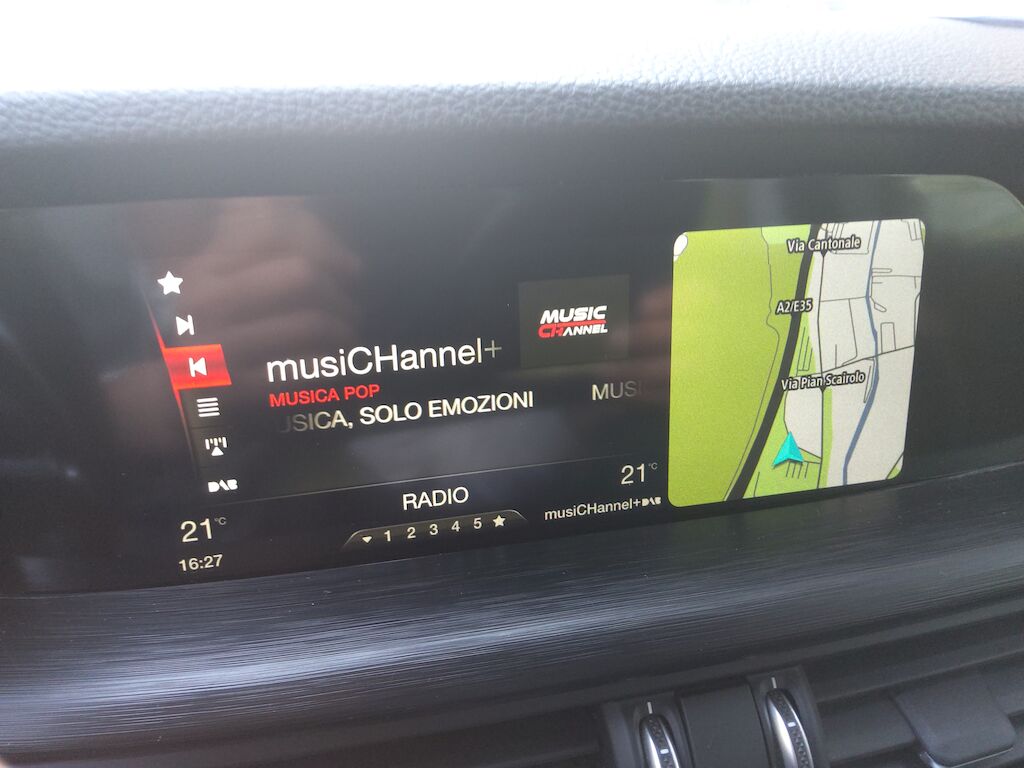 musiCHannel+
MUSICA POP
USICA, SOLO EMOZIONI MUSI
MUSIC
CHANNEL
DAB
RADIO
1 2 3 4 5
21°C
16:27
21°C
musiCHannel+DAB
Via Cantonale
A2/E35
Via Pian Scairolo